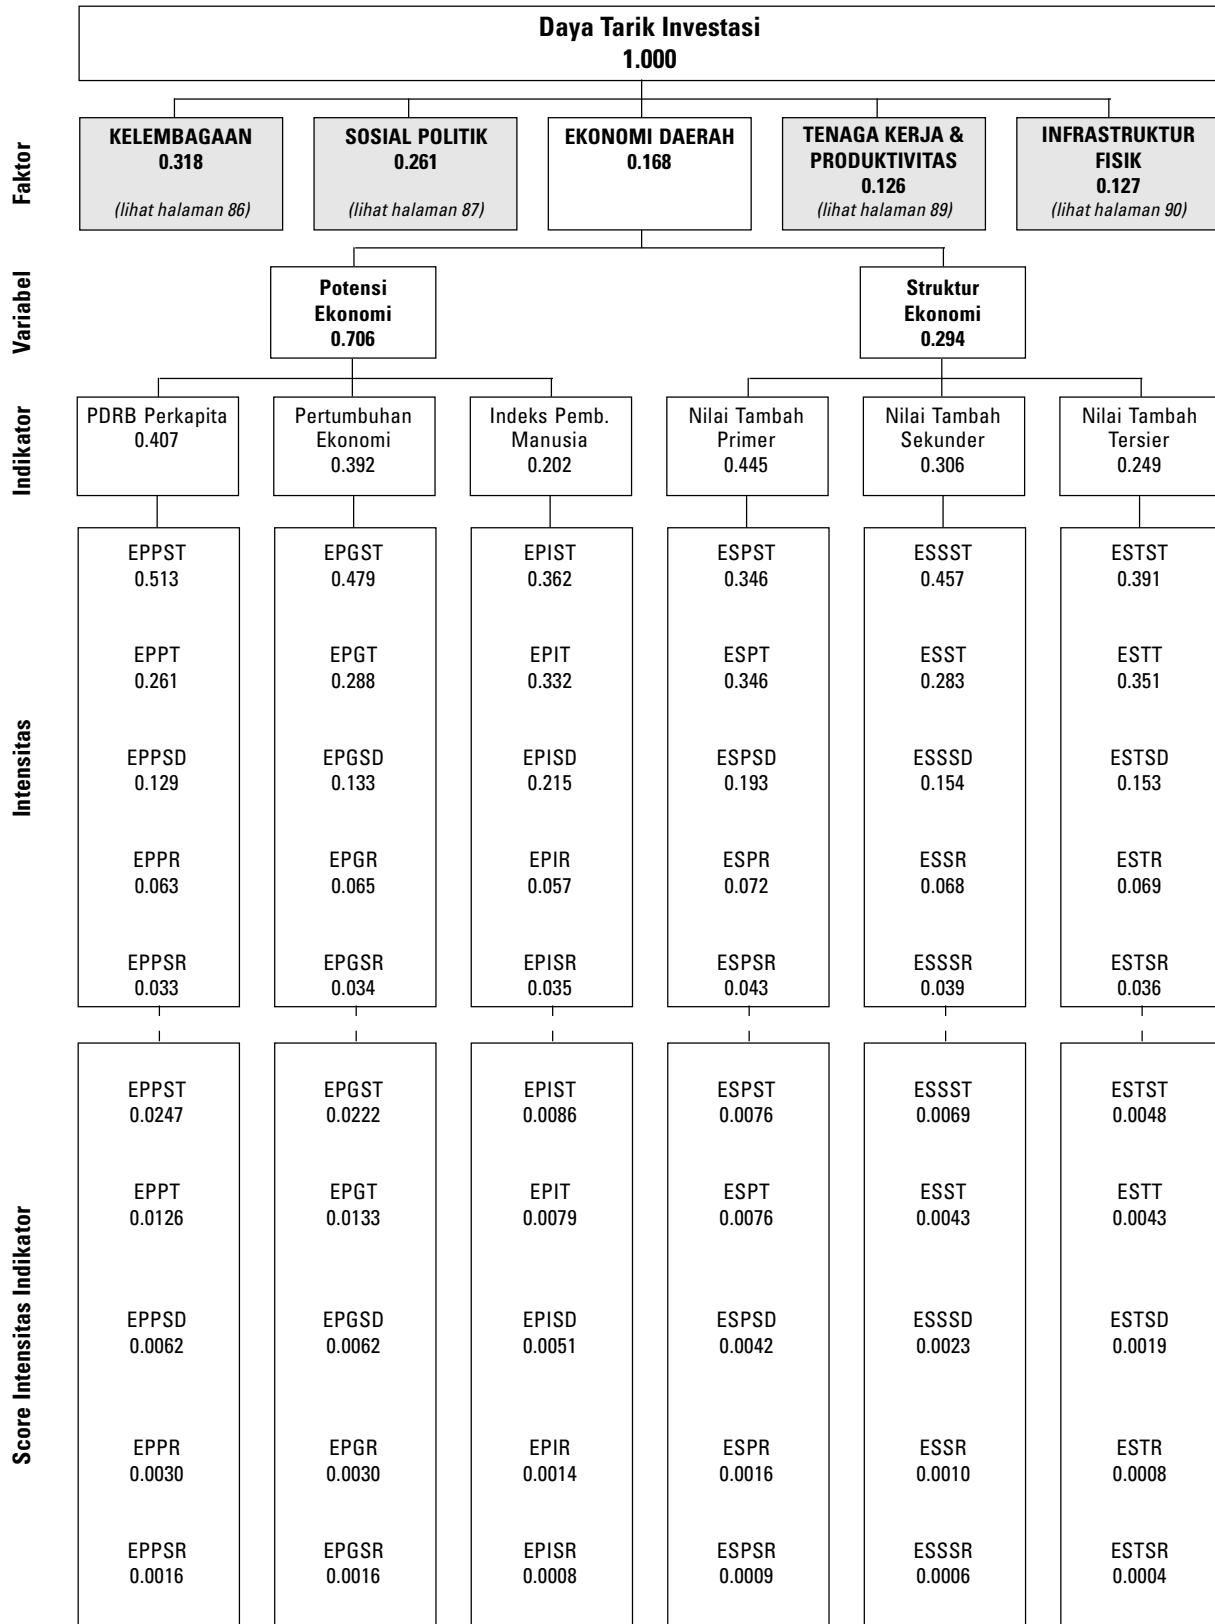 Daya Tarik Investasi
1.000
Faktor
KELEMBAGAAN
0.318
(lihat halaman 86)
SOSIAL POLITIK
0.261
(lihat halaman 87)
EKONOMI DAERAH
0.168
TENAGA KERJA &
PRODUKTIVITAS
0.126
(lihat halaman 89)
INFRASTRUKTUR
FISIK
0.127
(lihat halaman 90)
Variabel
Potensi
Ekonomi
0.706
Struktur
Ekonomi
0.294
Indikator
PDRB Perkapita
0.407
Pertumbuhan
Ekonomi
0.392
Indeks Pemb.
Manusia
0.202
Nilai Tambah
Primer
0.445
Nilai Tambah
Sekunder
0.306
Nilai Tambah
Tersier
0.249
Intensitas
EPPST
0.513
EPPT
0.261
EPPSD
0.129
EPPR
0.063
EPPSR
0.033
EPGST
0.479
EPGT
0.288
EPGSD
0.133
EPGR
0.065
EPGSR
0.034
EPIST
0.362
EPIT
0.332
EPISD
0.215
EPIR
0.057
EPISR
0.035
ESPST
0.346
ESPT
0.346
ESPSD
0.193
ESPR
0.072
ESPSR
0.043
ESSST
0.457
ESST
0.283
ESSSD
0.154
ESSR
0.068
ESSSR
0.039
ESTST
0.391
ESTT
0.351
ESTSD
0.153
ESTR
0.069
ESTSR
0.036
Score Intensitas Indikator
EPPST
0.0247
EPPT
0.0126
EPPSD
0.0062
EPPR
0.0030
EPPSR
0.0016
EPGST
0.0222
EPGT
0.0133
EPGSD
0.0062
EPGR
0.0030
EPGSR
0.0016
EPIST
0.0086
EPIT
0.0079
EPISD
0.0051
EPIR
0.0014
EPISR
0.0008
ESPST
0.0076
ESPT
0.0076
ESPSD
0.0042
ESPR
0.0016
ESPSR
0.0009
ESSST
0.0069
ESST
0.0043
ESSSD
0.0023
ESSR
0.0010
ESSSR
0.0006
ESTST
0.0048
ESTT
0.0043
ESTSD
0.0019
ESTR
0.0008
ESTSR
0.0004